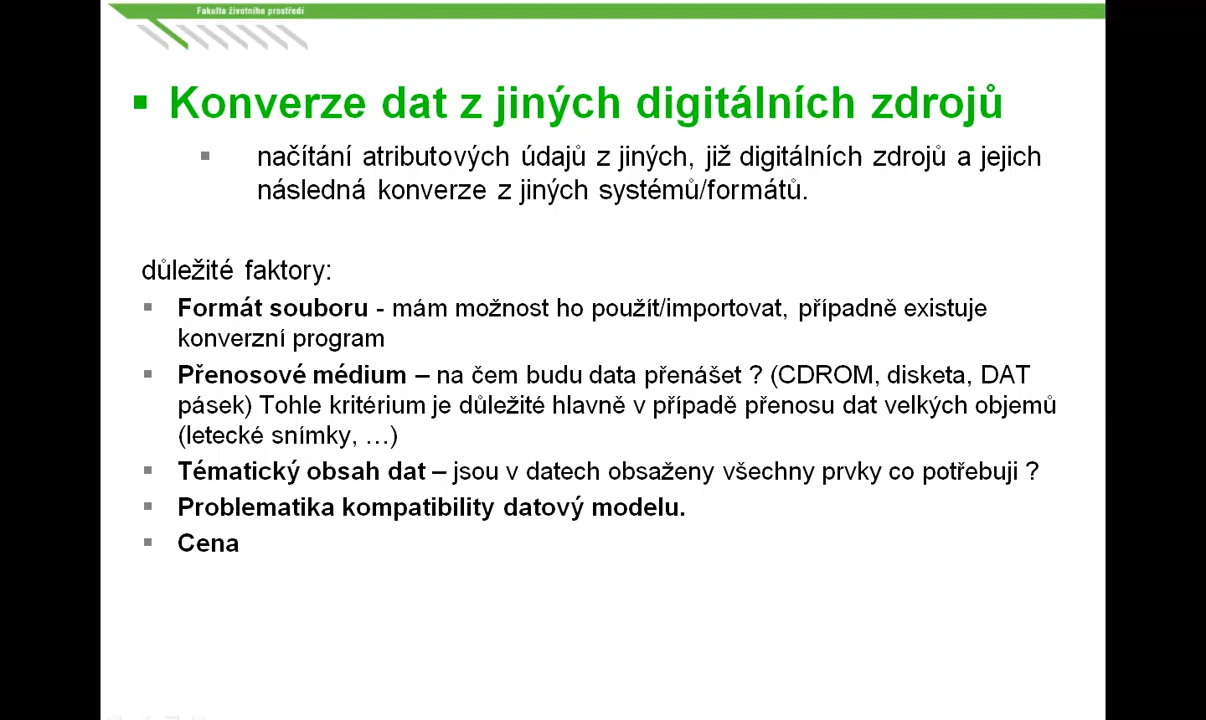 Fakulta životního prostředí
▪ Konverze dat z jiných digitálních zdrojů
▪ načítání atributových údajů z jiných, již digitálních zdrojů a jejich
následná konverze z jiných systémů/formátů.
důležité faktory:
▪ Formát souboru - mám možnost ho použít/importovat, případně existuje
konverzní program
▪ Přenosové médium – na čem budu data přenášet ? (CDROM, disketa, DAT
pásek) Tohle kritérium je důležité hlavně v případě přenosu dat velkých objemů
(letecké snímky, …)
▪ Tématický obsah dat – jsou v datech obsaženy všechny prvky co potřebuji ?
▪ Problematika kompatibility datový modelu.
▪ Cena